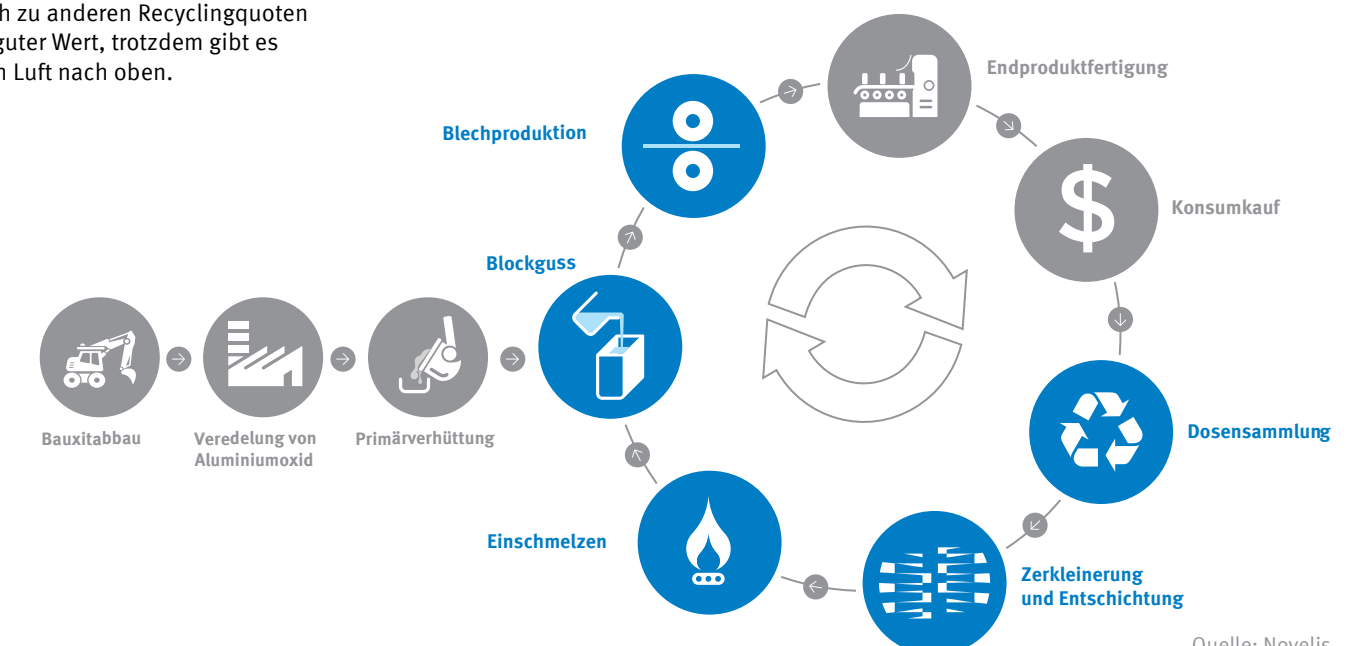 h zu anderen Recyclingquoten
guter Wert, trotzdem gibt es
n Luft nach oben.
Endproduktfertigung
Blechproduktion
Konsumkauf
$
Blockguss
Bauxitabbau
Veredelung von
Aluminiumoxid
Primärverhüttung
Dosensammlung
Einschmelzen
Zerkleinerung
und Entschichtung
Quelle: Novelis